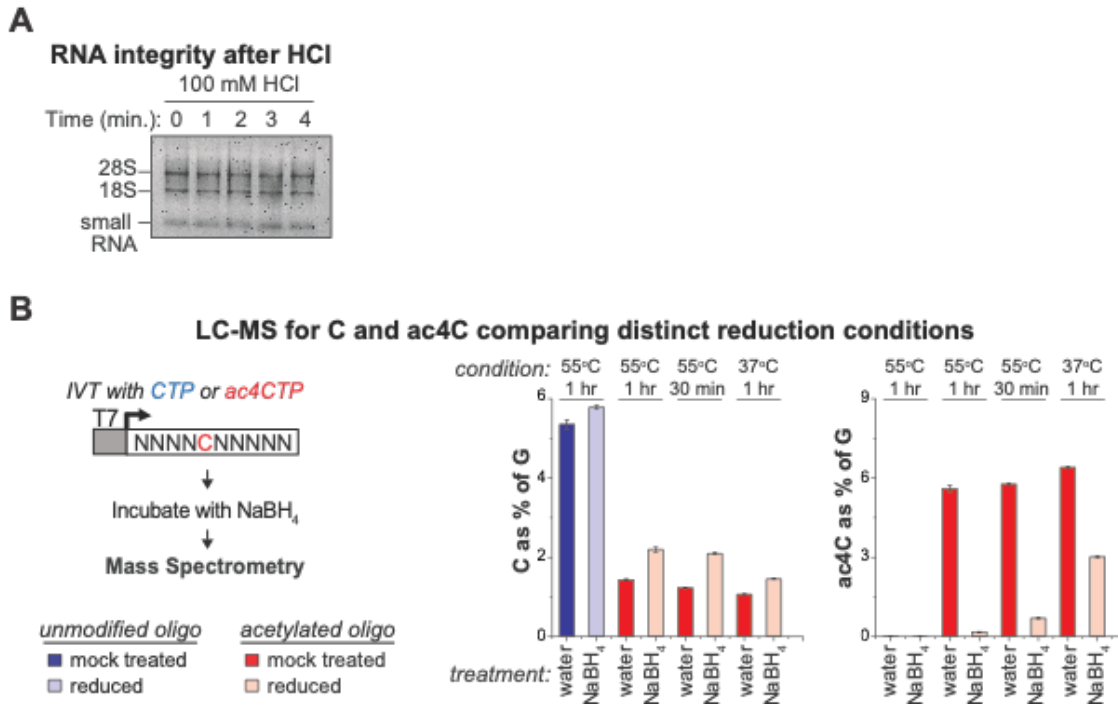 A
RNA integrity after HCl
100 mM HCl
Time (min.): 0 1 2 3 4
28S
18S
small
RNA
B
LC-MS for C and ac4C comparing distinct reduction conditions
IVT with CTP or ac4CTP
T7
NNNNCNNNNN
Incubate with NaBH4
Mass Spectrometry
unmodified oligo
mock treated
reduced
acetylated oligo
mock treated
reduced
condition: 55°C 55°C 55°C 37°C
1 hr 1 hr 30 min 1 hr
C as % of G
6
4
2
0
treatment: water NaBH4 water NaBH4 water NaBH4 water NaBH4
55°C 55°C 55°C 37°C
1 hr 1 hr 30 min 1 hr
ac4C as % of G
9
6
3
0
water NaBH4 water NaBH4 water NaBH4 water NaBH4